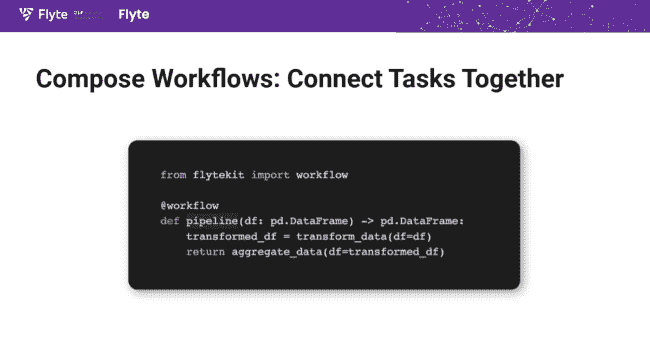 Flyte
Flyte
Compose Workflows: Connect Tasks Together
from flytekit import workflow
@workflow
def pipeline(df: pd.DataFrame) -> pd.DataFrame:
    transformed_df = transform_data(df=df)
    return aggregate_data(df=transformed_df)